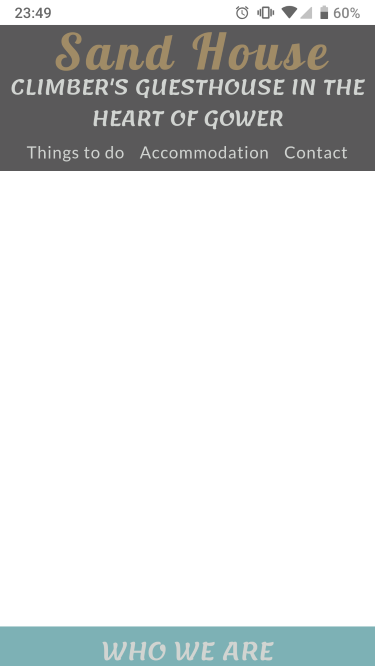 23:49
60%
Sand House
CLIMBER'S GUESTHOUSE IN THE
HEART OF GOWER
Things to do Accommodation Contact
WHO WE ARE